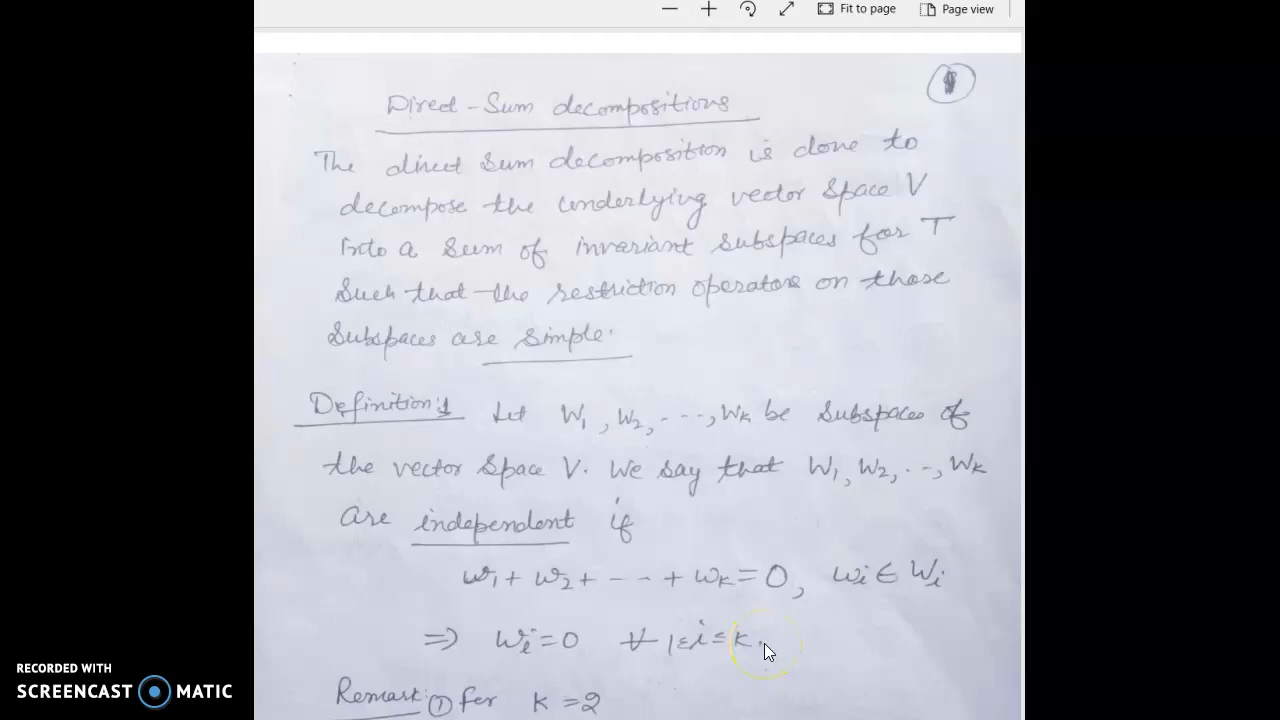 Fit to page
Page view
Direct-Sum decompositions
The direct sum decomposition is done to
decompose the underlying vector space V
into a sum of invariant subspaces for T
such that the restriction operators on those
subspaces are simple.
Definition: Let W1, W2, ----, Wk be subspaces of
the vector space V. We say that W1, W2, .--, Wk
are independent if
w1 + w2 + --- + wk = 0, wi ∈ Wi
⇒ wi = 0 ∀ 1 ≤ i ≤ k.
Remark: ① for k = 2
RECORDED WITH
SCREENCAST MATIC